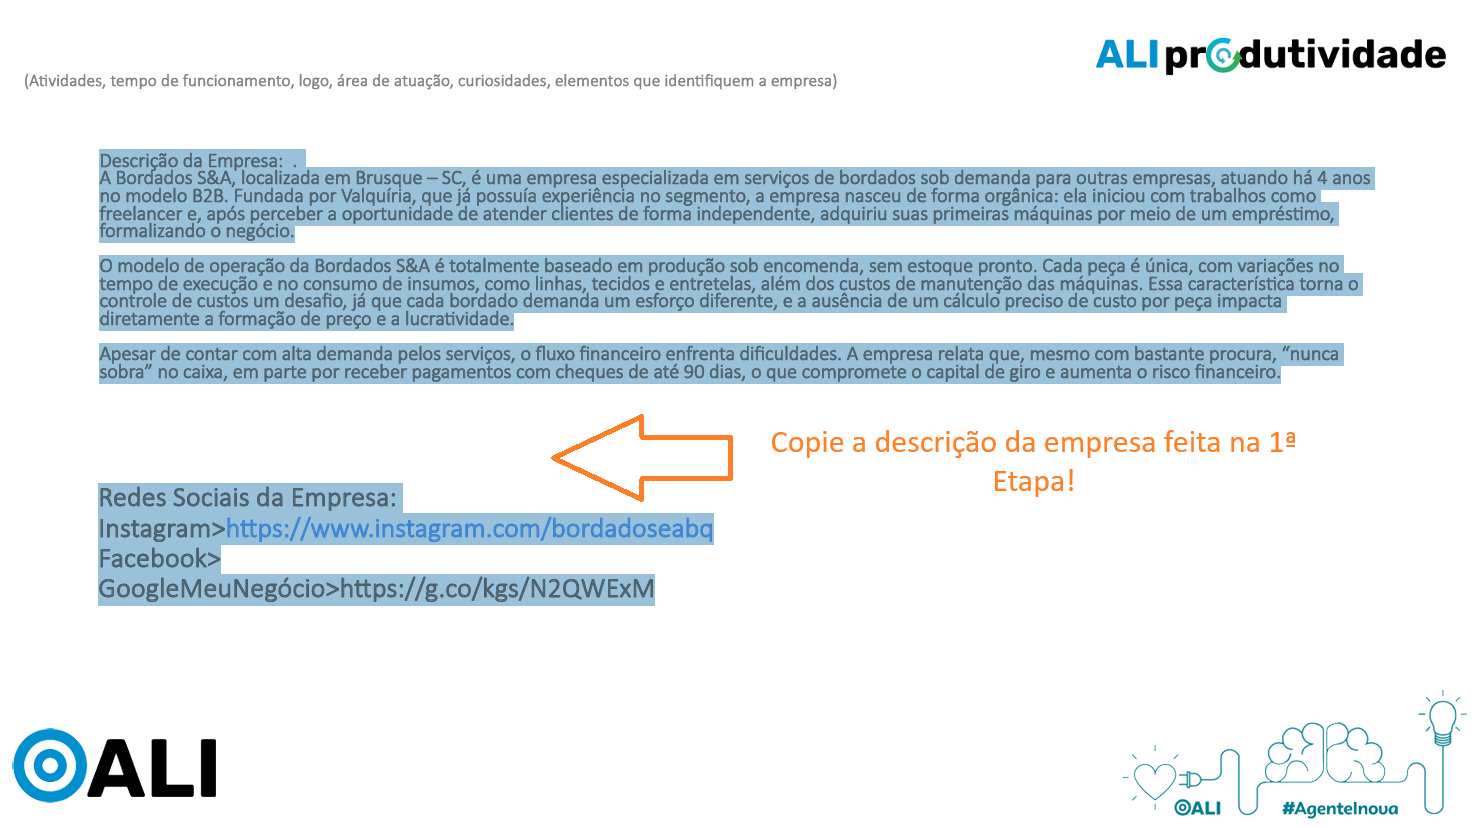 ALI produtividade
(Atividades, tempo de funcionamento, logo, área de atuação, curiosidades, elementos que identifiquem a empresa)
Descrição da Empresa:  .
A Bordados S&A, localizada em Brusque – SC, é uma empresa especializada em serviços de bordados sob demanda para outras empresas, atuando há 4 anos
no modelo B2B. Fundada por Valquíria, que já possuía experiência no segmento, a empresa nasceu de forma orgânica: ela iniciou com trabalhos como
freelancer e, após perceber a oportunidade de atender clientes de forma independente, adquiriu suas primeiras máquinas por meio de um empréstimo,
formalizando o negócio.
O modelo de operação da Bordados S&A é totalmente baseado em produção sob encomenda, sem estoque pronto. Cada peça é única, com variações no
tempo de execução e no consumo de insumos, como linhas, tecidos e entretelas, além dos custos de manutenção das máquinas. Essa característica torna o
controle de custos um desafio, já que cada bordado demanda um esforço diferente, e a ausência de um cálculo preciso de custo por peça impacta
diretamente a formação de preço e a lucratividade.
Apesar de contar com alta demanda pelos serviços, o fluxo financeiro enfrenta dificuldades. A empresa relata que, mesmo com bastante procura, “nunca
sobra” no caixa, em parte por receber pagamentos com cheques de até 90 dias, o que compromete o capital de giro e aumenta o risco financeiro.
Copie a descrição da empresa feita na 1ª
Etapa!
Redes Sociais da Empresa:
Instagram>https://www.instagram.com/bordadoseabq
Facebook>
GoogleMeuNegócio>https://g.co/kgs/N2QWExM
ALI
ALI
#AgenteInova